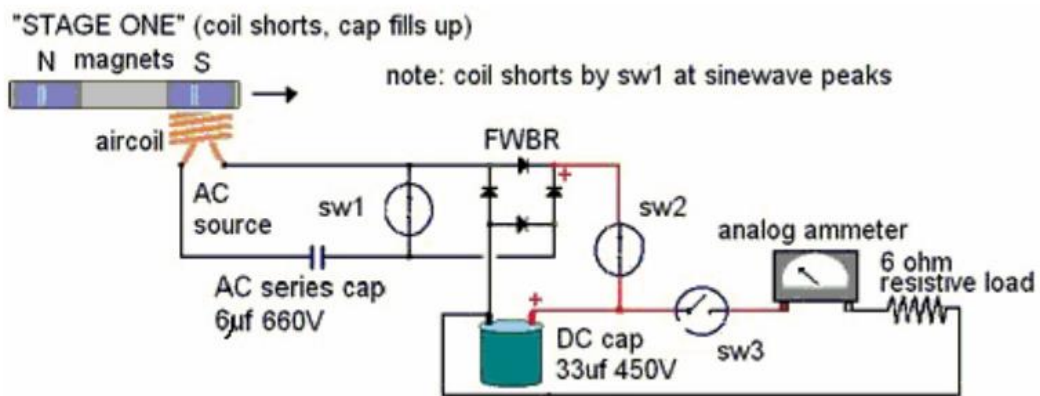 "STAGE ONE" (coil shorts, cap fills up)
N magnets S
note: coil shorts by sw1 at sinewave peaks
aircoil
FWBR
+
AC
source
sw1
sw2
analog ammeter
6 ohm
resistive load
AC series cap
6µf 660V
+
DC cap
33uf 450V
sw3